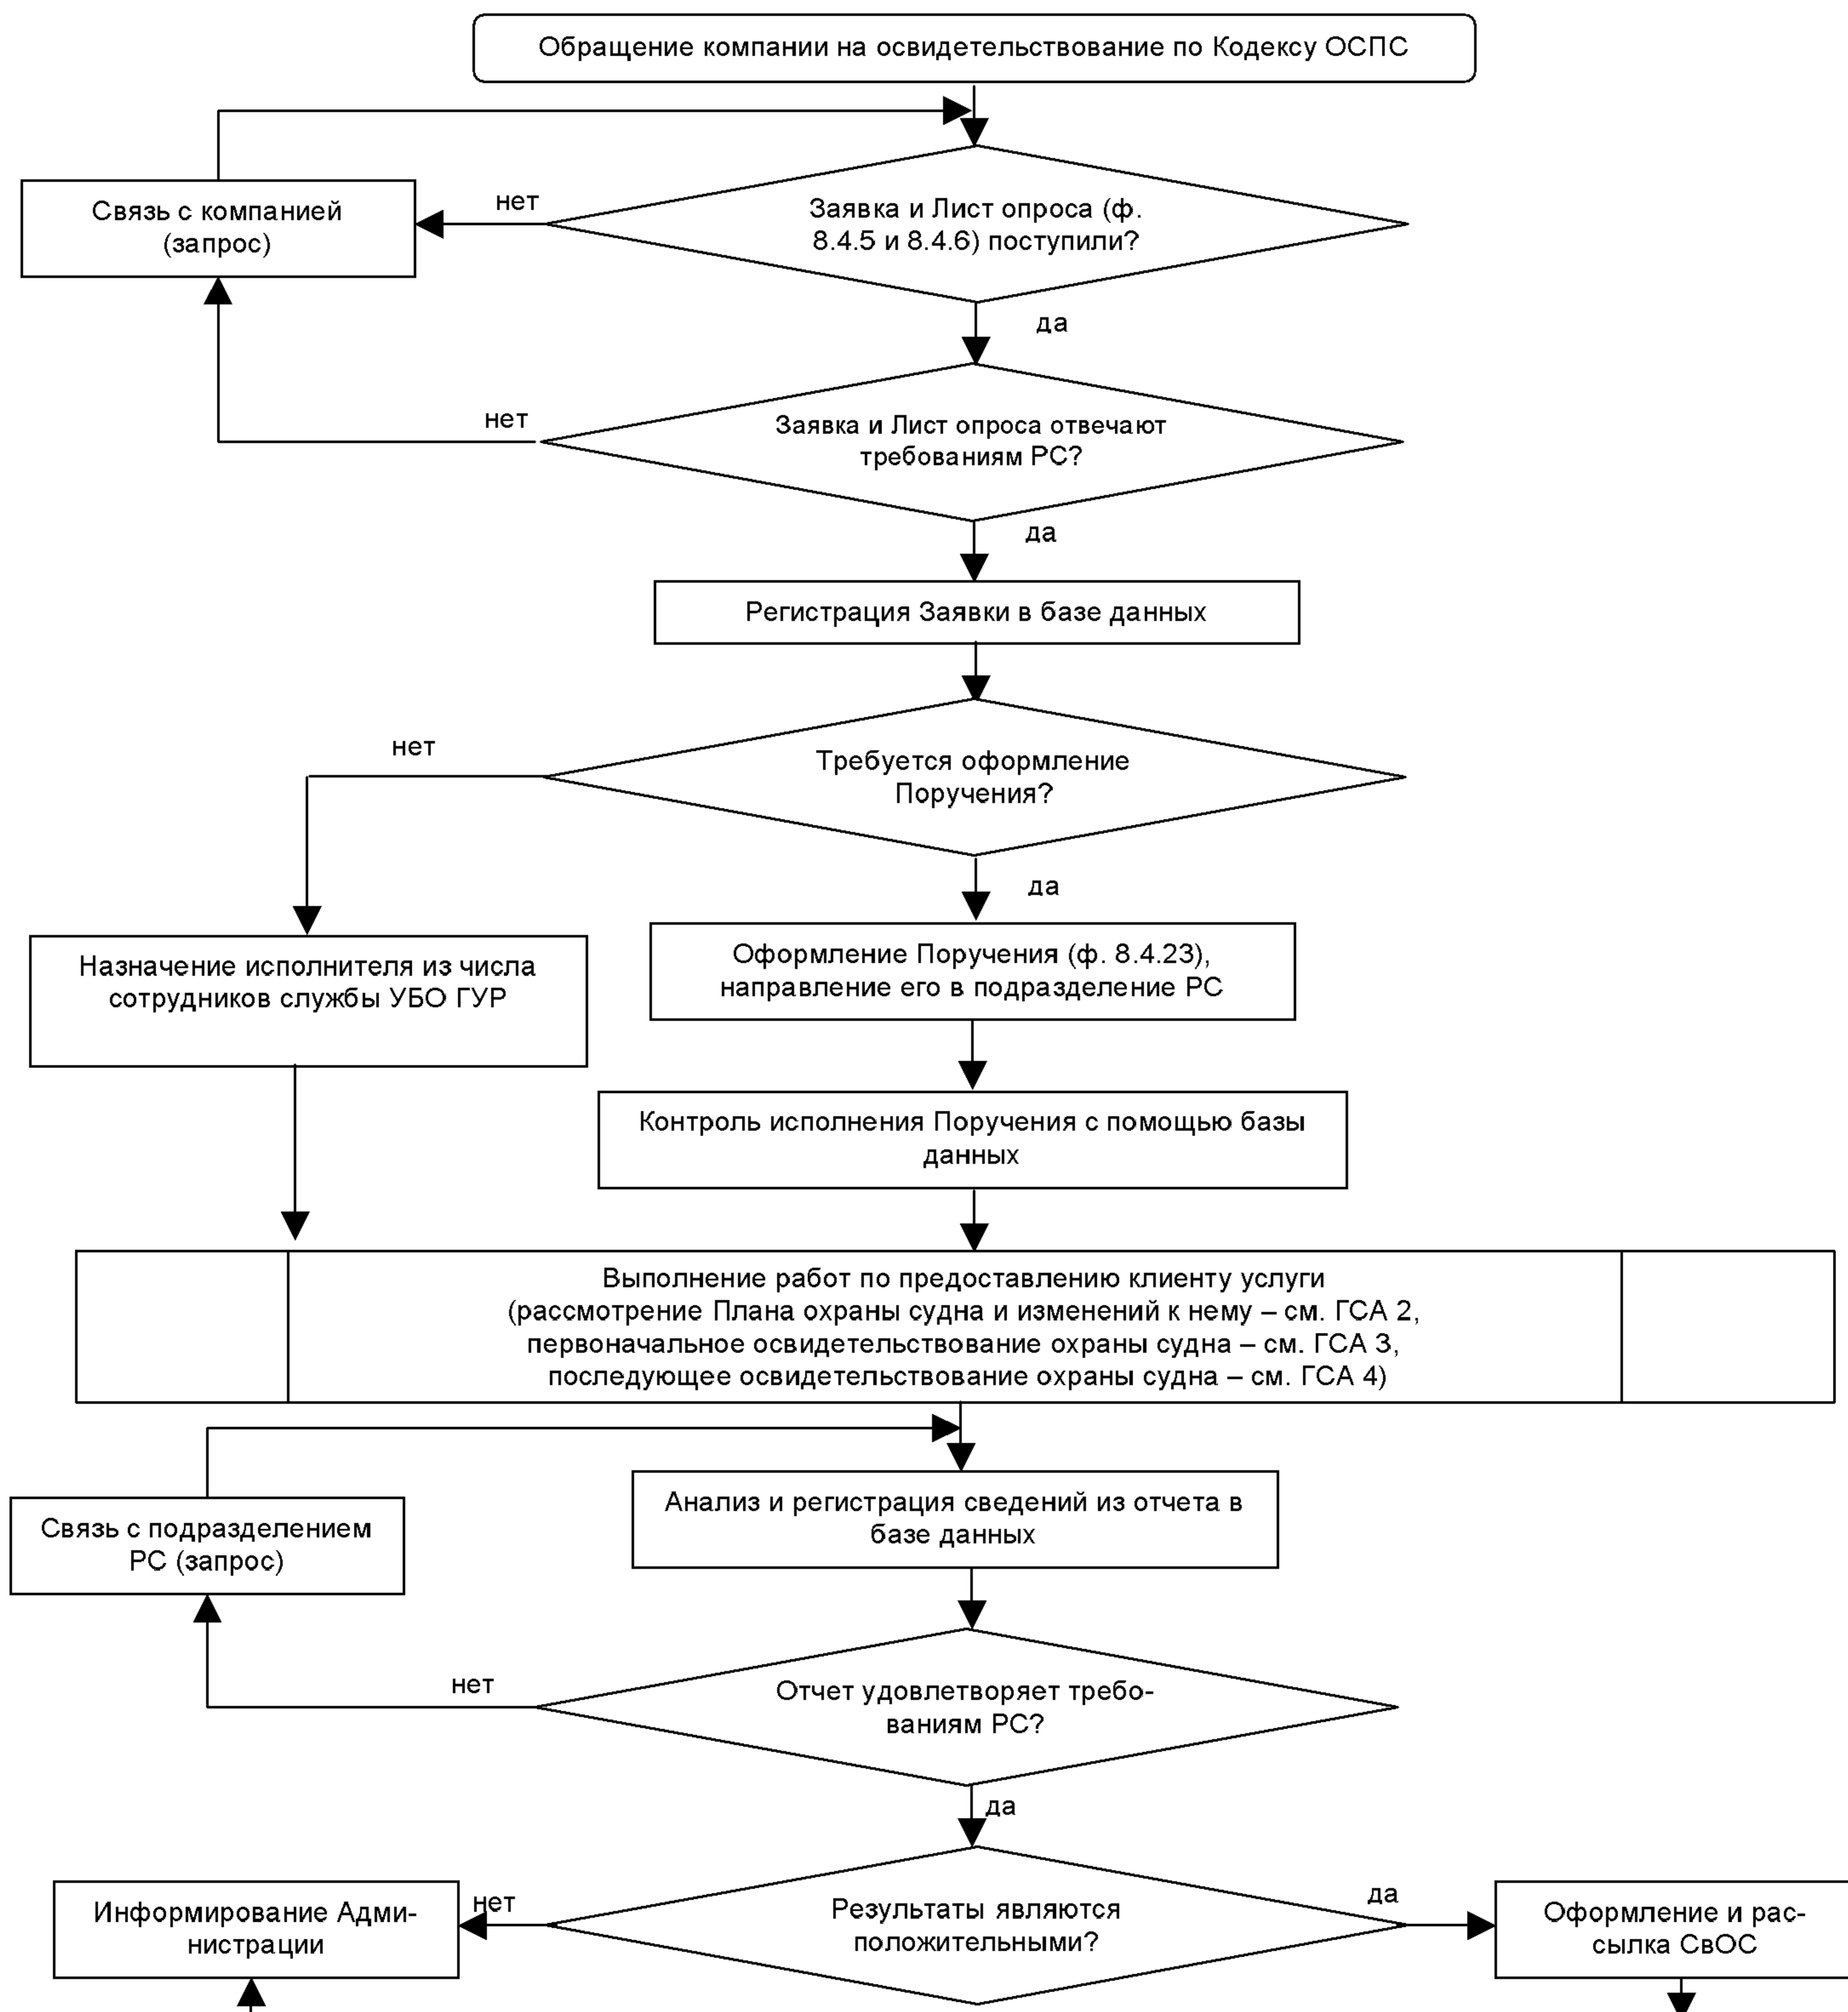 Обращение компании на освидетельствование по Кодексу ОСПС
Связь с компанией
(запрос)
нет
Заявка и Лист опроса (ф.
8.4.5 и 8.4.6) поступили?
да
нет
Заявка и Лист опроса отвечают
требованиям РС?
да
Регистрация Заявки в базе данных
нет
Требуется оформление
Поручения?
да
Назначение исполнителя из числа
сотрудников службы УБО ГУР
Оформление Поручения (ф. 8.4.23),
направление его в подразделение РС
Контроль исполнения Поручения с помощью базы
данных
Выполнение работ по предоставлению клиенту услуги
(рассмотрение Плана охраны судна и изменений к нему – см. ГСА 2,
первоначальное освидетельствование охраны судна – см. ГСА 3,
последующее освидетельствование охраны судна – см. ГСА 4)
Связь с подразделением
РС (запрос)
Анализ и регистрация сведений из отчета в
базе данных
нет
Отчет удовлетворяет требо-
ваниям РС?
да
Информирование Адми-
нистрации
нет
Результаты являются
положительными?
да
Оформление и рас-
сылка СвОС